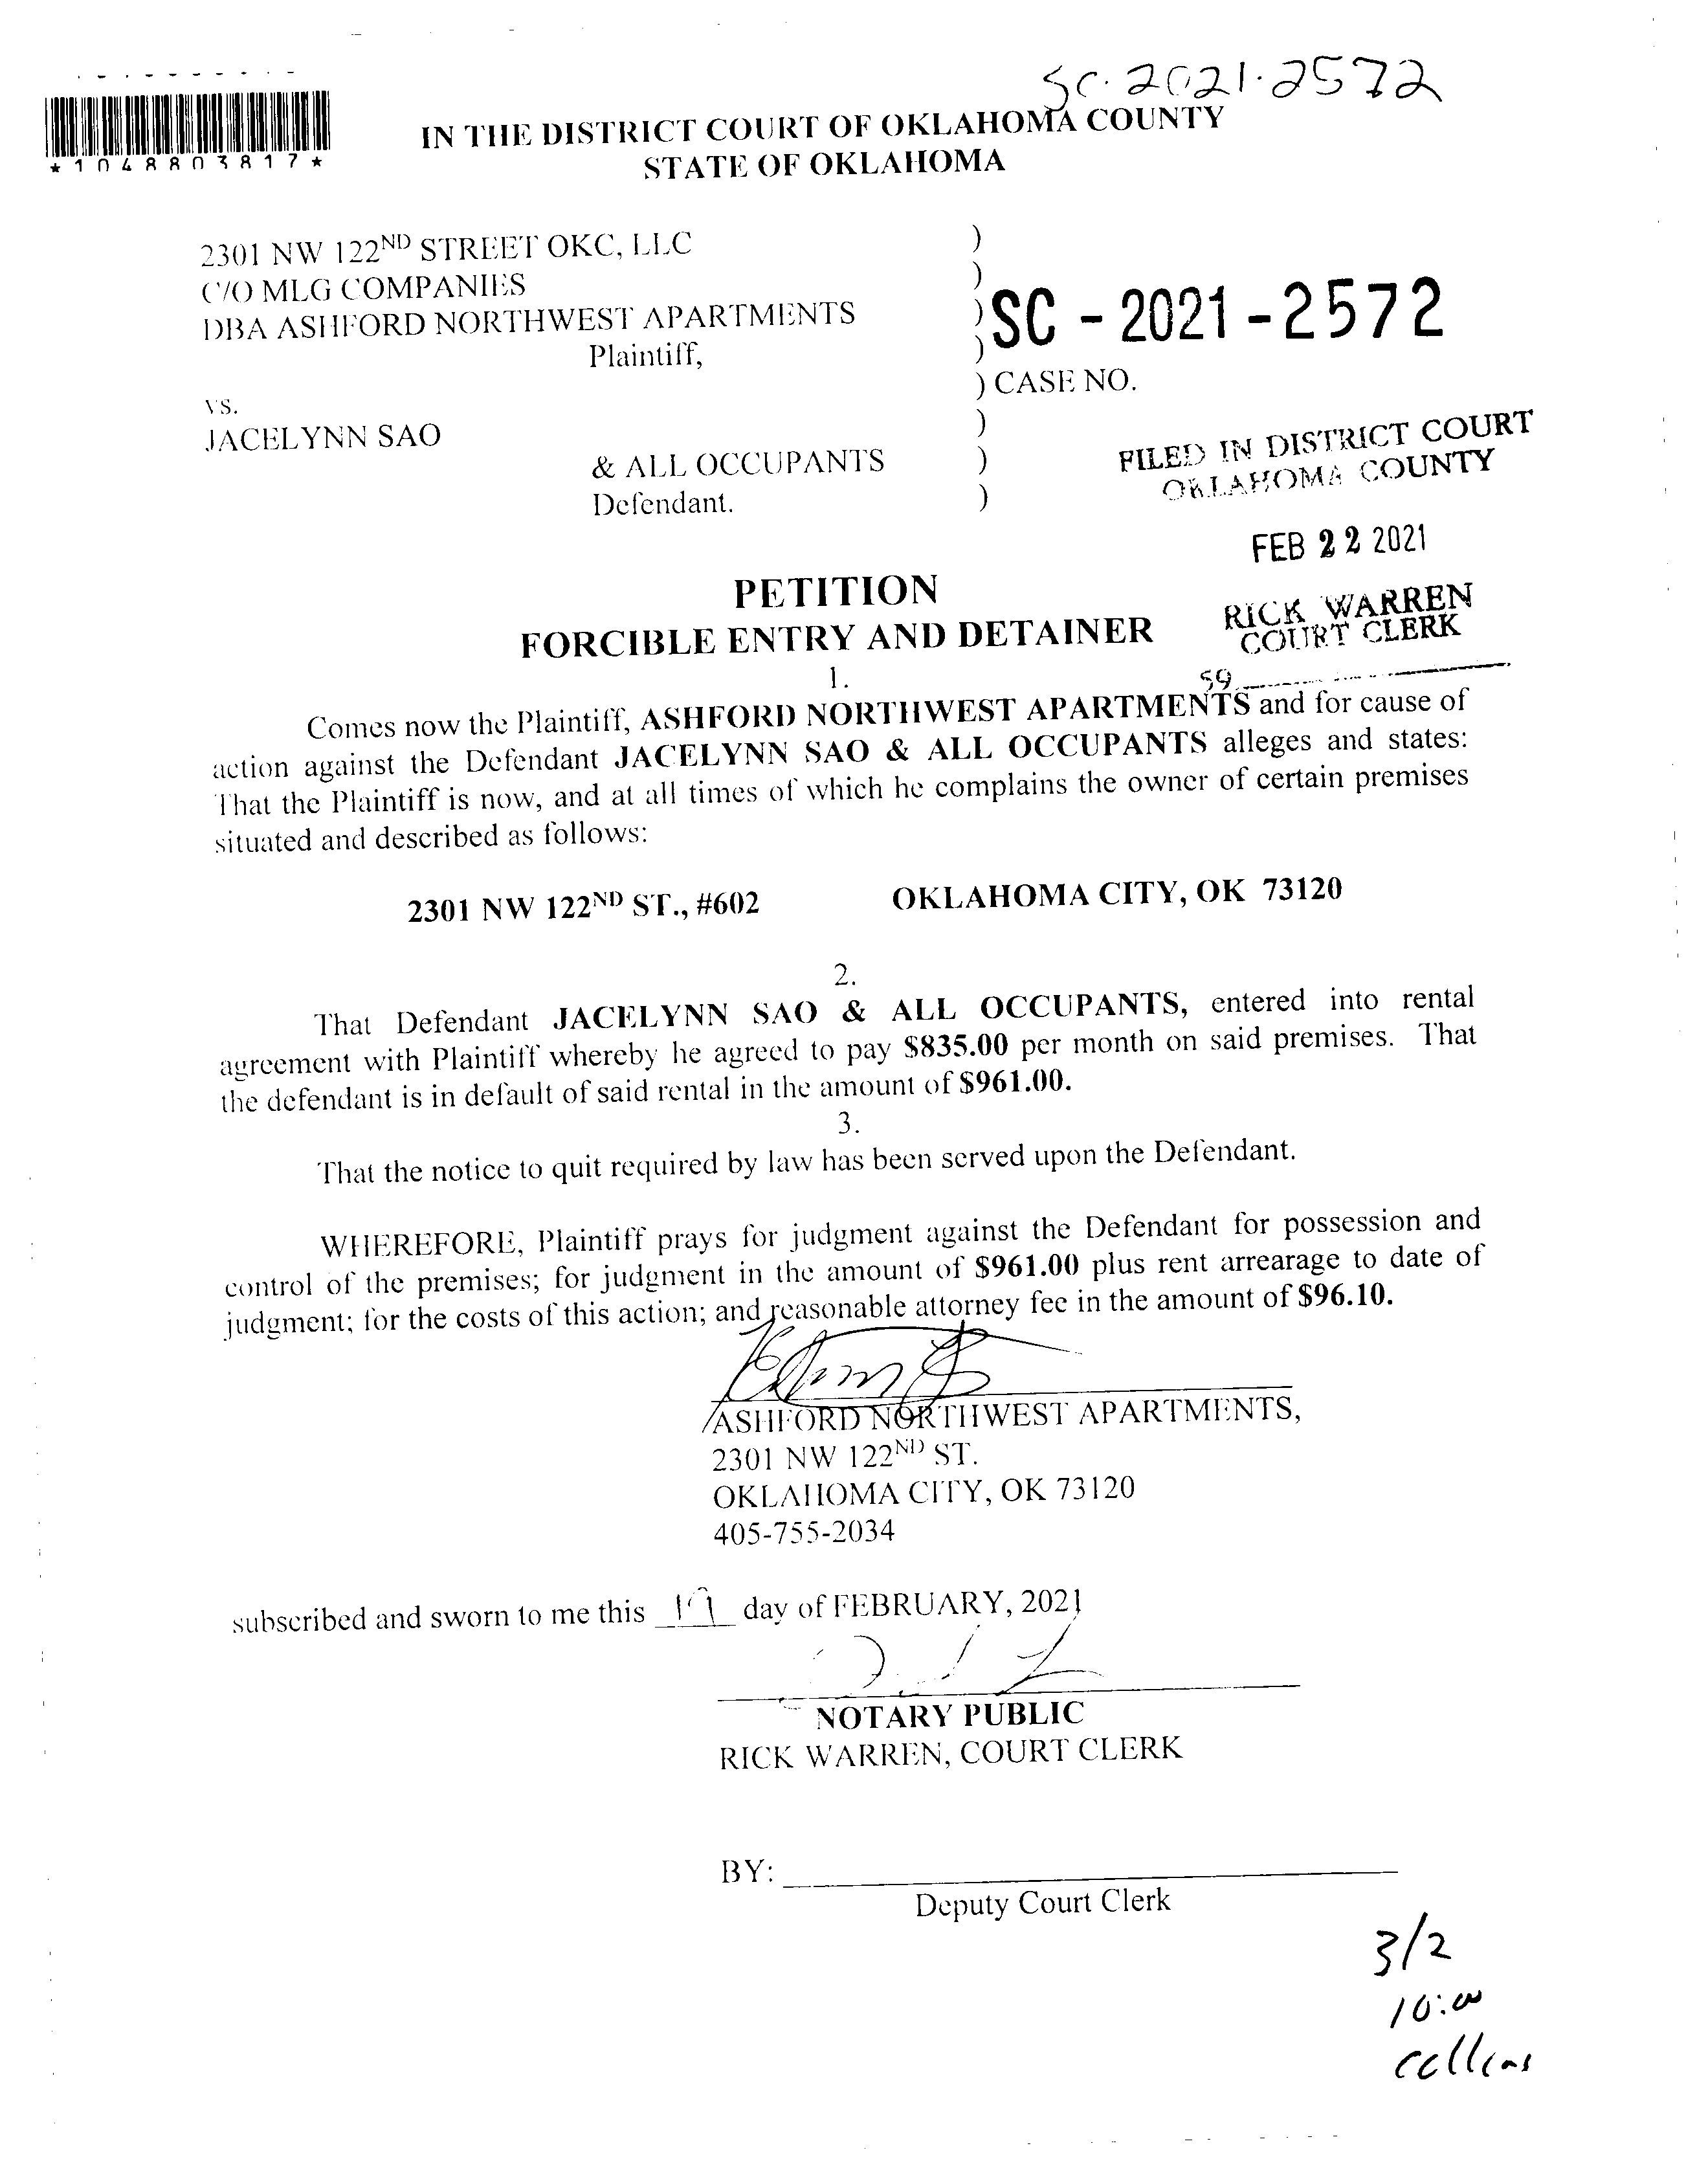 SC-2021-2572
*1048803817*
IN THE DISTRICT COURT OF OKLAHOMA COUNTY
STATE OF OKLAHOMA
2301 NW 122ND STREET OKC, LLC )
C/O MLG COMPANIES )
DBA ASHFORD NORTHWEST APARTMENTS )
Plaintiff, )
SC - 2021 - 2572
) CASE NO.
vs. )
JACELYNN SAO
& ALL OCCUPANTS )
Defendant. )
FILED IN DISTRICT COURT
OKLAHOMA COUNTY
FEB 22 2021
RICK WARREN
COURT CLERK
59
PETITION
FORCIBLE ENTRY AND DETAINER
1.
Comes now the Plaintiff, ASHFORD NORTHWEST APARTMENTS and for cause of
action against the Defendant JACELYNN SAO & ALL OCCUPANTS alleges and states:
That the Plaintiff is now, and at all times of which he complains the owner of certain premises
situated and described as follows:
2301 NW 122ND ST., #602 OKLAHOMA CITY, OK 73120
2.
That Defendant JACELYNN SAO & ALL OCCUPANTS, entered into rental
agreement with Plaintiff whereby he agreed to pay $835.00 per month on said premises. That
the defendant is in default of said rental in the amount of $961.00.
3.
That the notice to quit required by law has been served upon the Defendant.
WHEREFORE, Plaintiff prays for judgment against the Defendant for possession and
control of the premises; for judgment in the amount of $961.00 plus rent arrearage to date of
judgment; for the costs of this action; and reasonable attorney fee in the amount of $96.10.
ASHFORD NORTHWEST APARTMENTS,
2301 NW 122ND ST.
OKLAHOMA CITY, OK 73120
405-755-2034
subscribed and sworn to me this day of FEBRUARY, 2021
NOTARY PUBLIC
RICK WARREN, COURT CLERK
BY:
Deputy Court Clerk
3/2
10:00
Collins